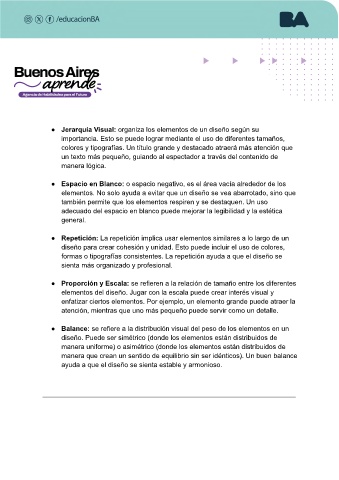 /educacionBA
BA
Buenos Aires
aprende
Agencia de Habilidades para el Futuro
● Jerarquía Visual: organiza los elementos de un diseño según su
importancia. Esto se puede lograr mediante el uso de diferentes tamaños,
colores y tipografías. Un título grande y destacado atraerá más atención que
un texto más pequeño, guiando al espectador a través del contenido de
manera lógica.
● Espacio en Blanco: o espacio negativo, es el área vacía alrededor de los
elementos. No solo ayuda a evitar que un diseño se vea abarrotado, sino que
también permite que los elementos respiren y se destaquen. Un uso
adecuado del espacio en blanco puede mejorar la legibilidad y la estética
general.
● Repetición: La repetición implica usar elementos similares a lo largo de un
diseño para crear cohesión y unidad. Esto puede incluir el uso de colores,
formas o tipografías consistentes. La repetición ayuda a que el diseño se
sienta más organizado y profesional.
● Proporción y Escala: se refieren a la relación de tamaño entre los diferentes
elementos del diseño. Jugar con la escala puede crear interés visual y
enfatizar ciertos elementos. Por ejemplo, un elemento grande puede atraer la
atención, mientras que uno más pequeño puede servir como un detalle.
● Balance: se refiere a la distribución visual del peso de los elementos en un
diseño. Puede ser simétrico (donde los elementos están distribuidos de
manera uniforme) o asimétrico (donde los elementos están distribuidos de
manera que crean un sentido de equilibrio sin ser idénticos). Un buen balance
ayuda a que el diseño se sienta estable y armonioso.